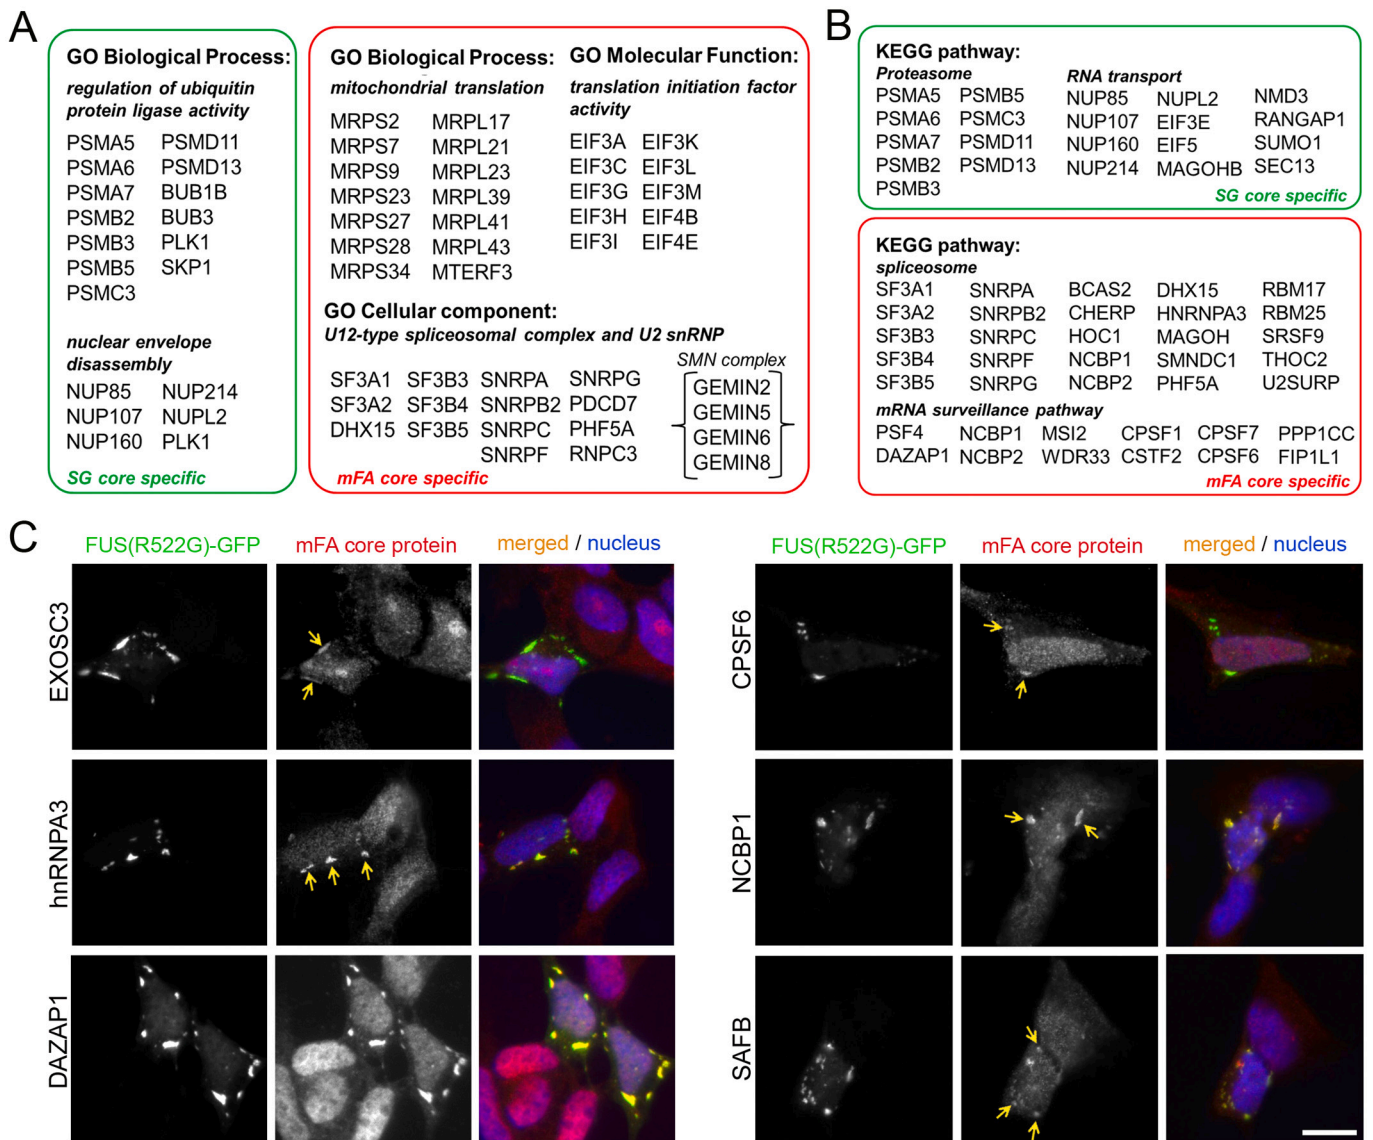 A
GO Biological Process:
regulation of ubiquitin
protein ligase activity
PSMA5 PSMD11
PSMA6 PSMD13
PSMA7 BUB1B
PSMB2 BUB3
PSMB3 PLK1
PSMB5 SKP1
PSMC3
nuclear envelope
disassembly
NUP85 NUP214
NUP107 NUPL2
NUP160 PLK1
SG core specific
GO Biological Process:
mitochondrial translation
MRPS2 MRPL17
MRPS7 MRPL21
MRPS9 MRPL23
MRPS23 MRPL39
MRPS27 MRPL41
MRPS28 MRPL43
MRPS34 MTERF3
GO Molecular Function:
translation initiation factor
activity
EIF3A EIF3K
EIF3C EIF3L
EIF3G EIF3M
EIF3H EIF4B
EIF3I EIF4E
GO Cellular component:
U12-type spliceosomal complex and U2 snRNP
SF3A1 SF3B3 SNRPA SNRPG
SF3A2 SF3B4 SNRPB2 PDCD7
DHX15 SF3B5 SNRPC PHF5A
SNRPF RNPC3
SMN complex
GEMIN2
GEMIN5
GEMIN6
GEMIN8
mFA core specific
B
KEGG pathway:
Proteasome
PSMA5 PSMB5
PSMA6 PSMC3
PSMA7 PSMD11
PSMB2 PSMD13
PSMB3
RNA transport
NUP85 NUPL2 NMD3
NUP107 EIF3E RANGAP1
NUP160 EIF5 SUMO1
NUP214 MAGOHB SEC13
SG core specific
KEGG pathway:
spliceosome
SF3A1 SNRPA BCAS2 DHX15 RBM17
SF3A2 SNRPB2 CHERP HNRNPA3 RBM25
SF3B3 SNRPC HOC1 MAGOH SRSF9
SF3B4 SNRPF NCBP1 SMNDC1 THOC2
SF3B5 SNRPG NCBP2 PHF5A U2SURP
mRNA surveillance pathway
PSF4 NCBP1 MSI2 CPSF1 CPSF7 PPP1CC
DAZAP1 NCBP2 WDR33 CSTF2 CPSF6 FIP1L1
mFA core specific
C
FUS(R522G)-GFP mFA core protein merged / nucleus
EXOSC3
hnRNPA3
DAZAP1
FUS(R522G)-GFP mFA core protein merged / nucleus
CPSF6
NCBP1
SAFB